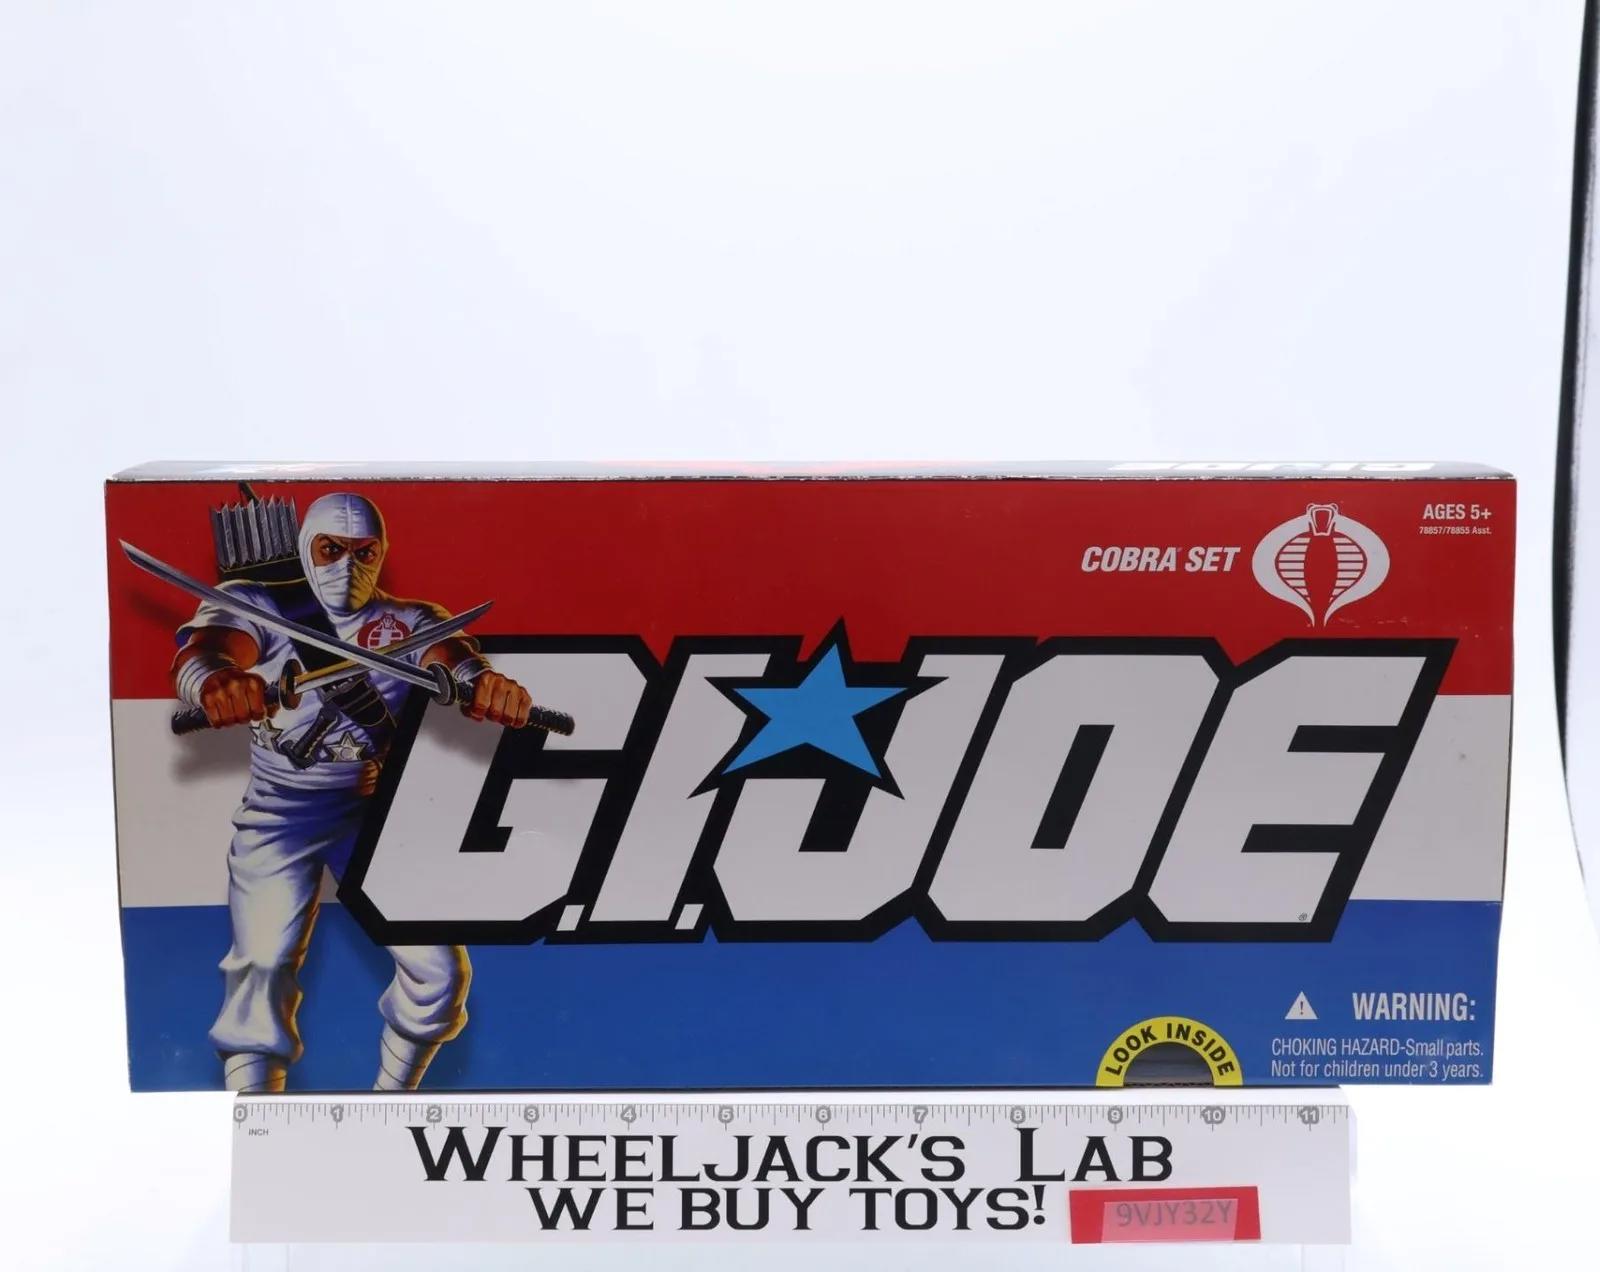 G.I. JOE
COBRA SET
AGES 5+
78857/78855 Asst.
G.I. JOE
®
WARNING:
CHOKING HAZARD-Small parts.
Not for children under 3 years.
LOOK INSIDE
0 1 2 3 4 5 6 7 8 9 10 11
INCH
WHEELJACK'S LAB
WE BUY TOYS!
9VJY32Y